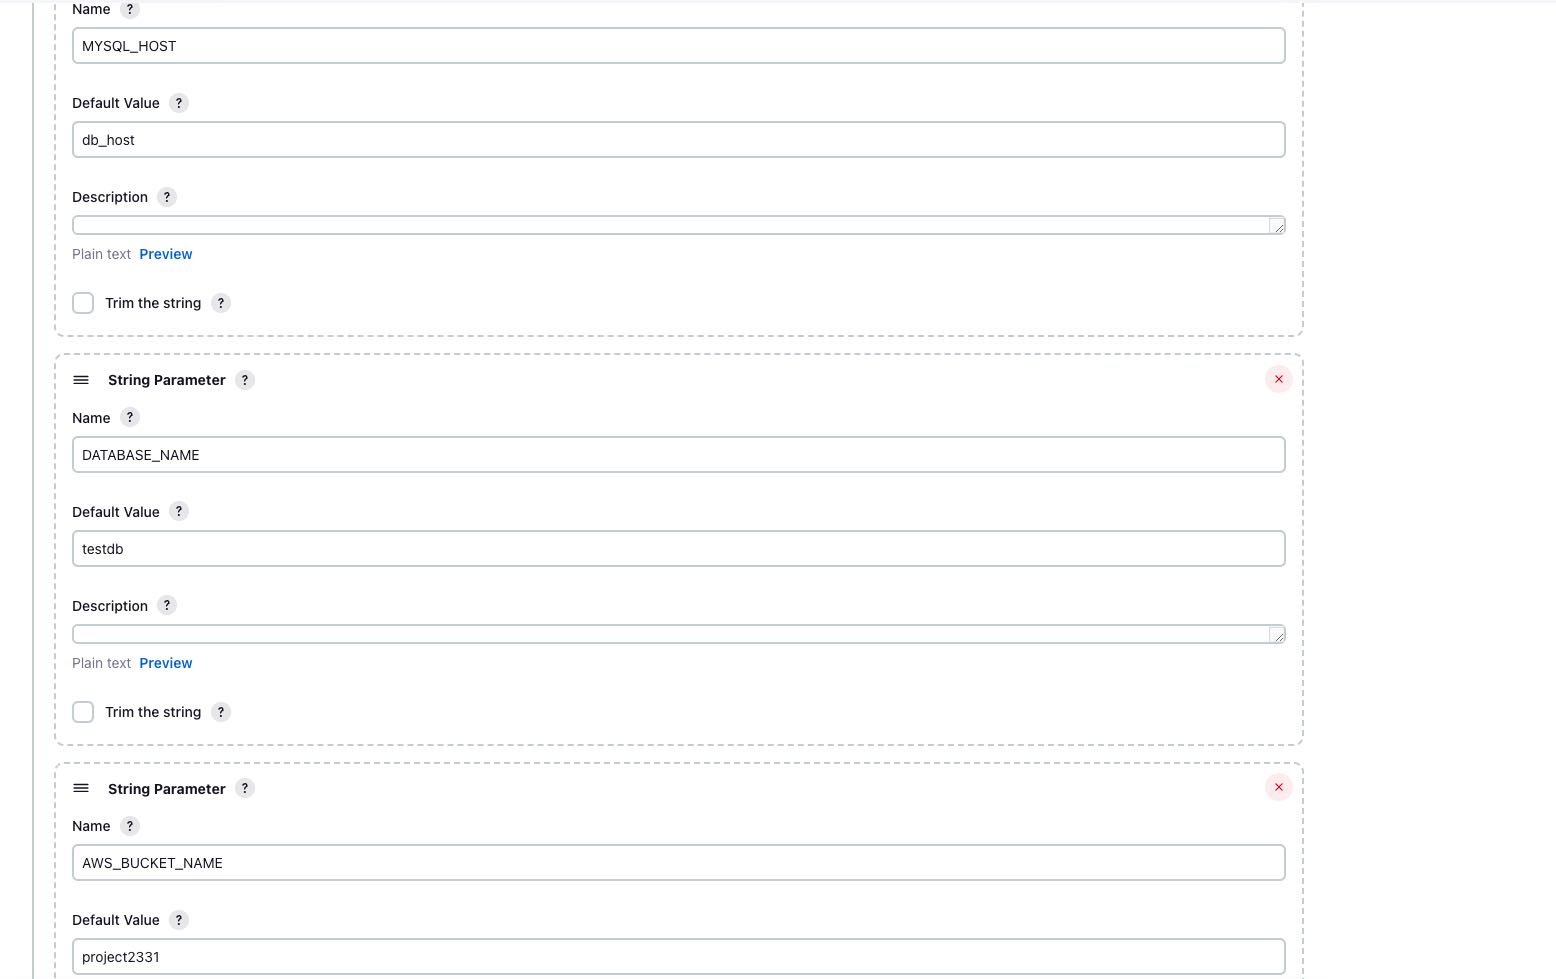 Name ?
MYSQL_HOST
Default Value ?
db_host
Description ?
Plain text Preview
Trim the string ?
String Parameter ?
Name ?
DATABASE_NAME
Default Value ?
testdb
Description ?
Plain text Preview
Trim the string ?
String Parameter ?
Name ?
AWS_BUCKET_NAME
Default Value ?
project2331